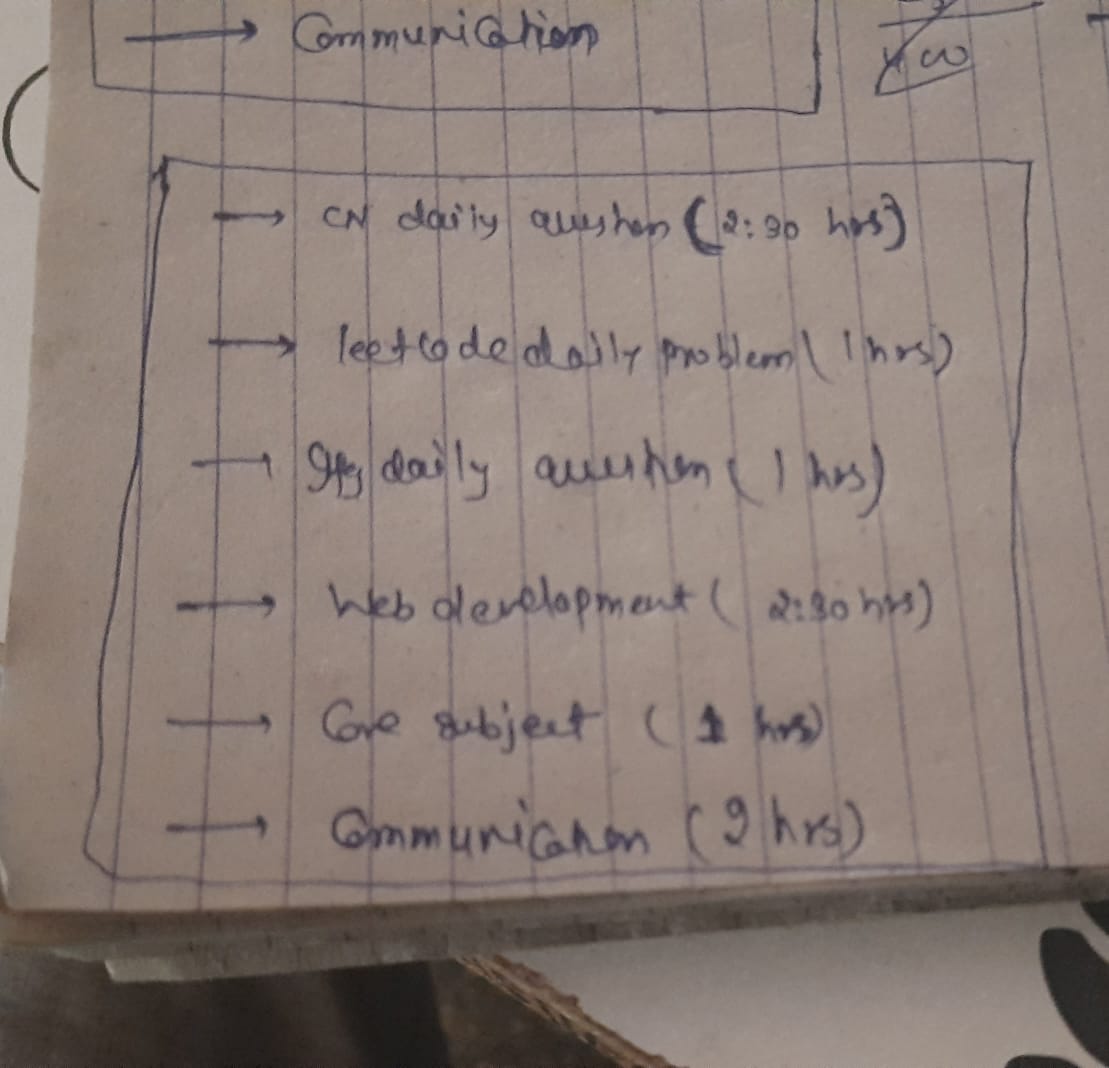 → Communication
→ CN daily question (2:30 hrs)
→ leetcode daily problem (1 hrs)
→ gfg daily question (1 hrs)
→ Web development (2:30 hrs)
→ Core subject (1 hrs)
→ Communication (2 hrs)